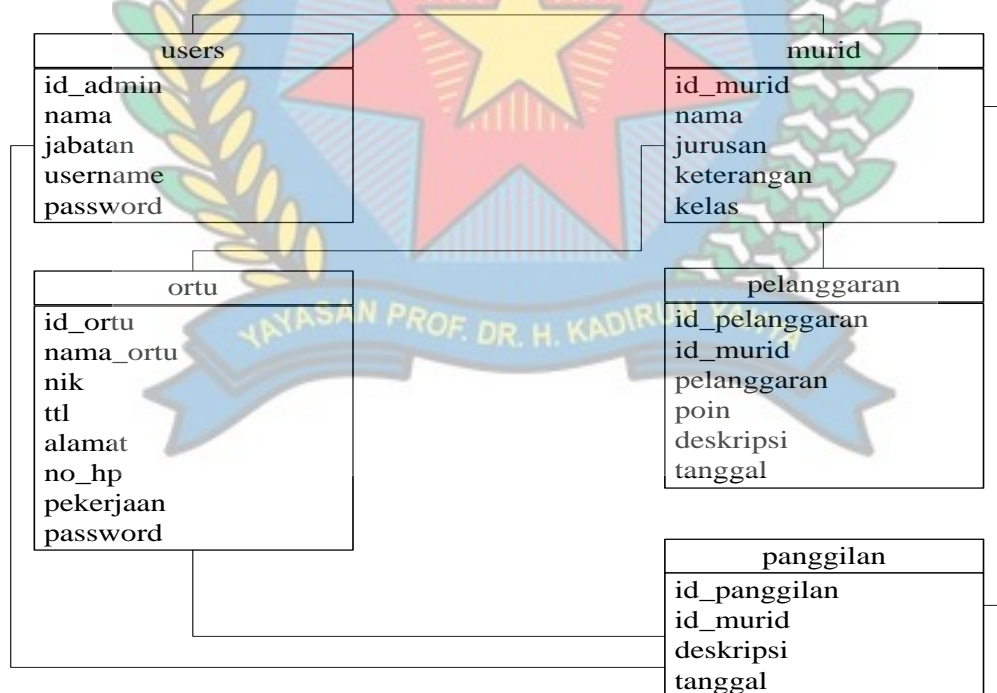 users
id_admin
nama
jabatan
username
password
murid
id_murid
nama
jurusan
keterangan
kelas
ortu
id_ortu
nama_ortu
nik
ttl
alamat
no_hp
pekerjaan
password
pelanggaran
id_pelanggaran
id_murid
pelanggaran
poin
deskripsi
tanggal
panggilan
id_panggilan
id_murid
deskripsi
tanggal
YAYASAN PROF. DR. H. KADIRUN YAHYA